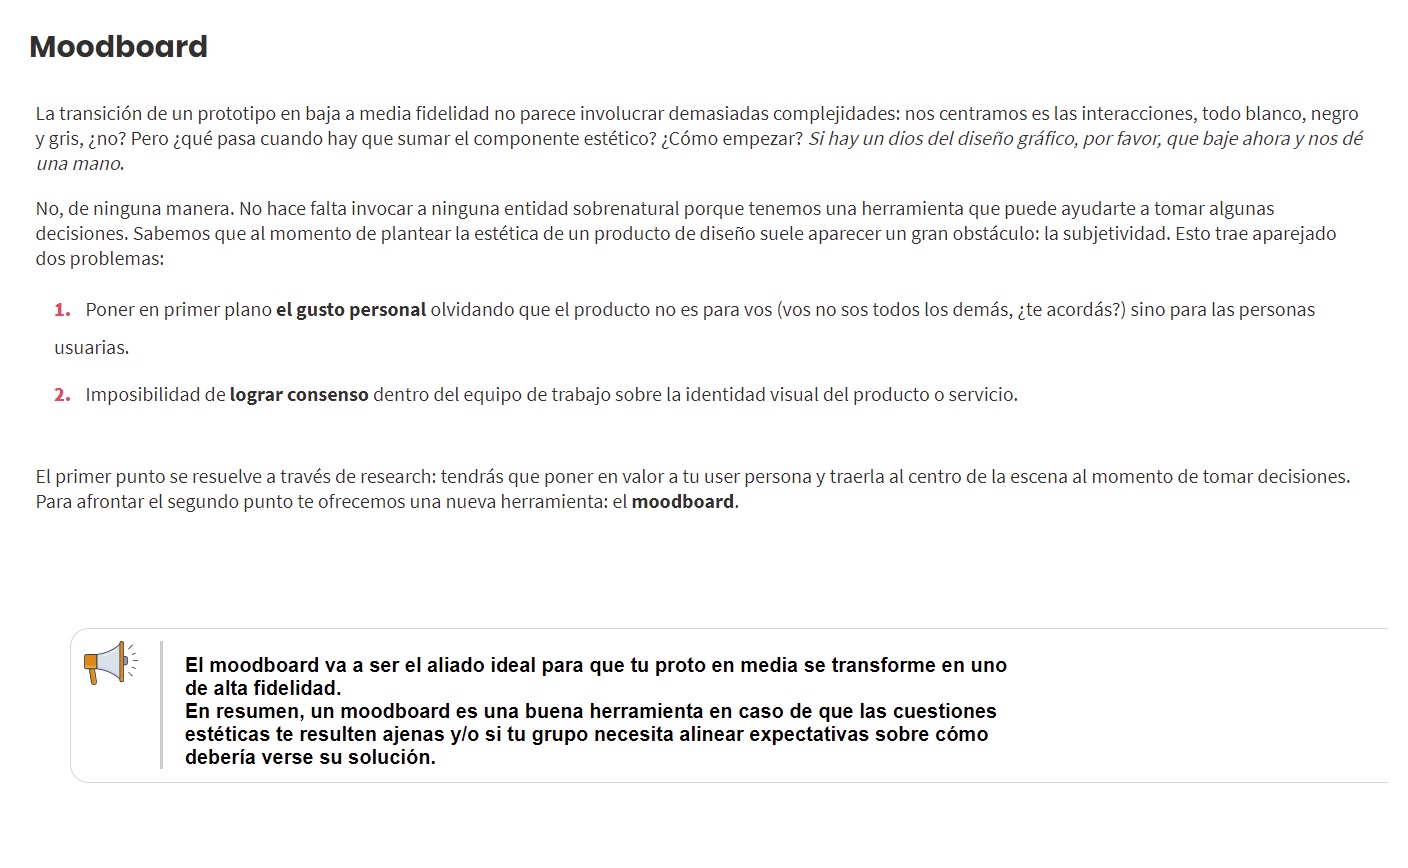 Moodboard
La transición de un prototipo en baja a media fidelidad no parece involucrar demasiadas complejidades: nos centramos es las interacciones, todo blanco, negro
y gris, ¿no? Pero ¿qué pasa cuando hay que sumar el componente estético? ¿Cómo empezar? Si hay un dios del diseño gráfico, por favor, que baje ahora y nos dé
una mano.
No, de ninguna manera. No hace falta invocar a ninguna entidad sobrenatural porque tenemos una herramienta que puede ayudarte a tomar algunas
decisiones. Sabemos que al momento de plantear la estética de un producto de diseño suele aparecer un gran obstáculo: la subjetividad. Esto trae aparejado
dos problemas:
1. Poner en primer plano el gusto personal olvidando que el producto no es para vos (vos no sos todos los demás, ¿te acordás?) sino para las personas
usuarias.
2. Imposibilidad de lograr consenso dentro del equipo de trabajo sobre la identidad visual del producto o servicio.
El primer punto se resuelve a través de research: tendrás que poner en valor a tu user persona y traerla al centro de la escena al momento de tomar decisiones.
Para afrontar el segundo punto te ofrecemos una nueva herramienta: el moodboard.
El moodboard va a ser el aliado ideal para que tu proto en media se transforme en uno
de alta fidelidad.
En resumen, un moodboard es una buena herramienta en caso de que las cuestiones
estéticas te resulten ajenas y/o si tu grupo necesita alinear expectativas sobre cómo
debería verse su solución.